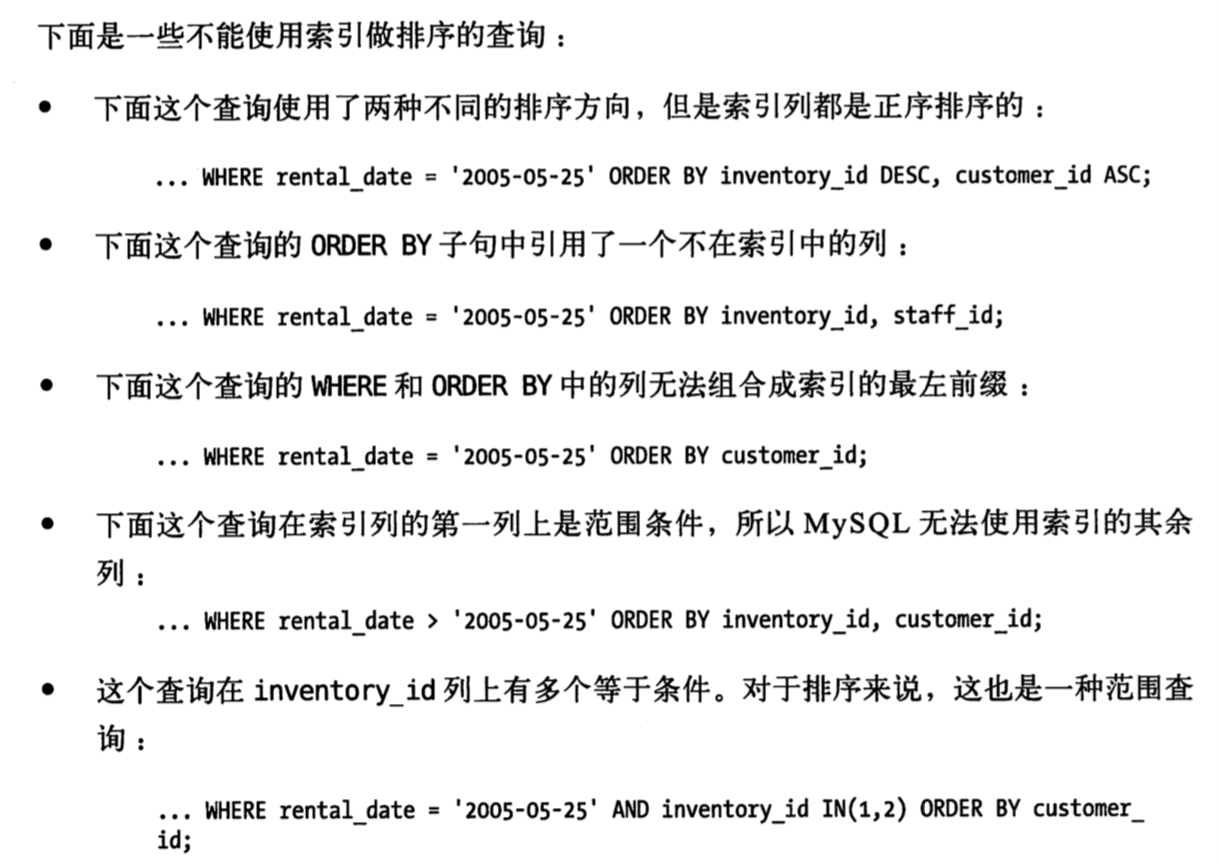 下面是一些不能使用索引做排序的查询：
● 下面这个查询使用了两种不同的排序方向，但是索引列都是正序排序的：
... WHERE rental_date = '2005-05-25' ORDER BY inventory_id DESC, customer_id ASC;
● 下面这个查询的 ORDER BY 子句中引用了一个不在索引中的列：
... WHERE rental_date = '2005-05-25' ORDER BY inventory_id, staff_id;
● 下面这个查询的 WHERE 和 ORDER BY 中的列无法组合成索引的最左前缀：
... WHERE rental_date = '2005-05-25' ORDER BY customer_id;
● 下面这个查询在索引列的第一列上是范围条件，所以 MySQL 无法使用索引的其余
列：
... WHERE rental_date > '2005-05-25' ORDER BY inventory_id, customer_id;
● 这个查询在 inventory_id 列上有多个等于条件。对于排序来说，这也是一种范围查
询：
... WHERE rental_date = '2005-05-25' AND inventory_id IN(1,2) ORDER BY customer_
id;